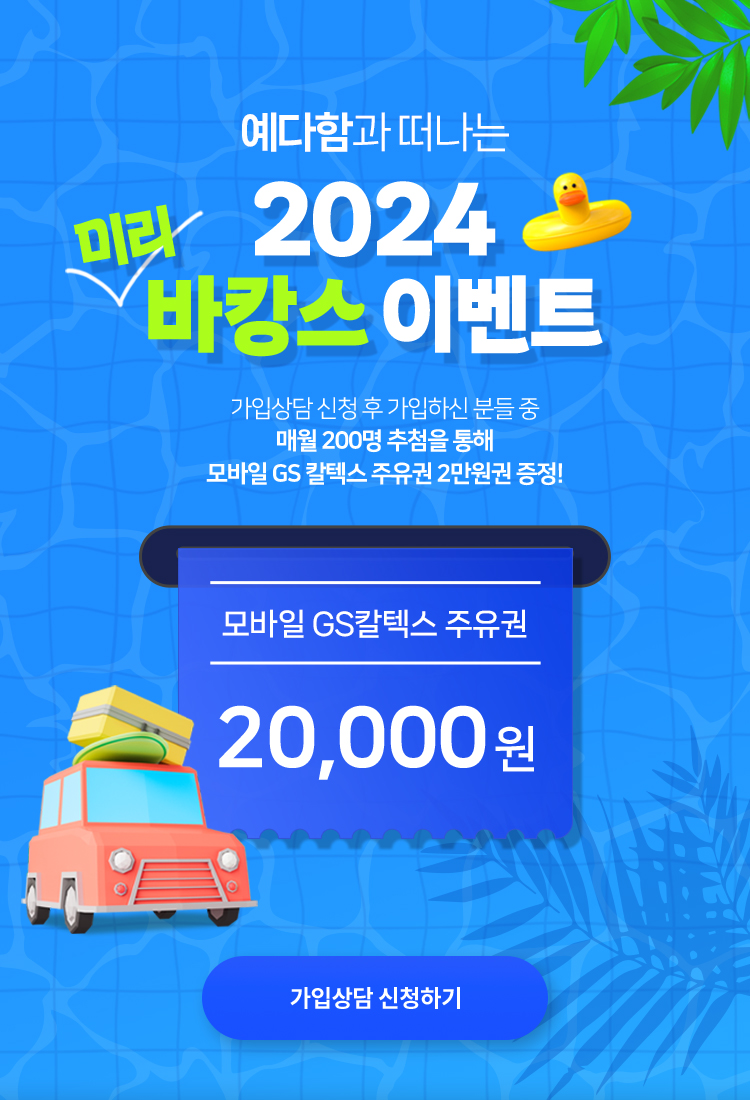 예다함과 떠나는
2024
미리
바캉스 이벤트
가입상담 신청 후 가입하신 분들 중
매월 200명 추첨을 통해
모바일 GS 칼텍스 주유권 2만원권 증정!
모바일 GS칼텍스 주유권
20,000원
가입상담 신청하기